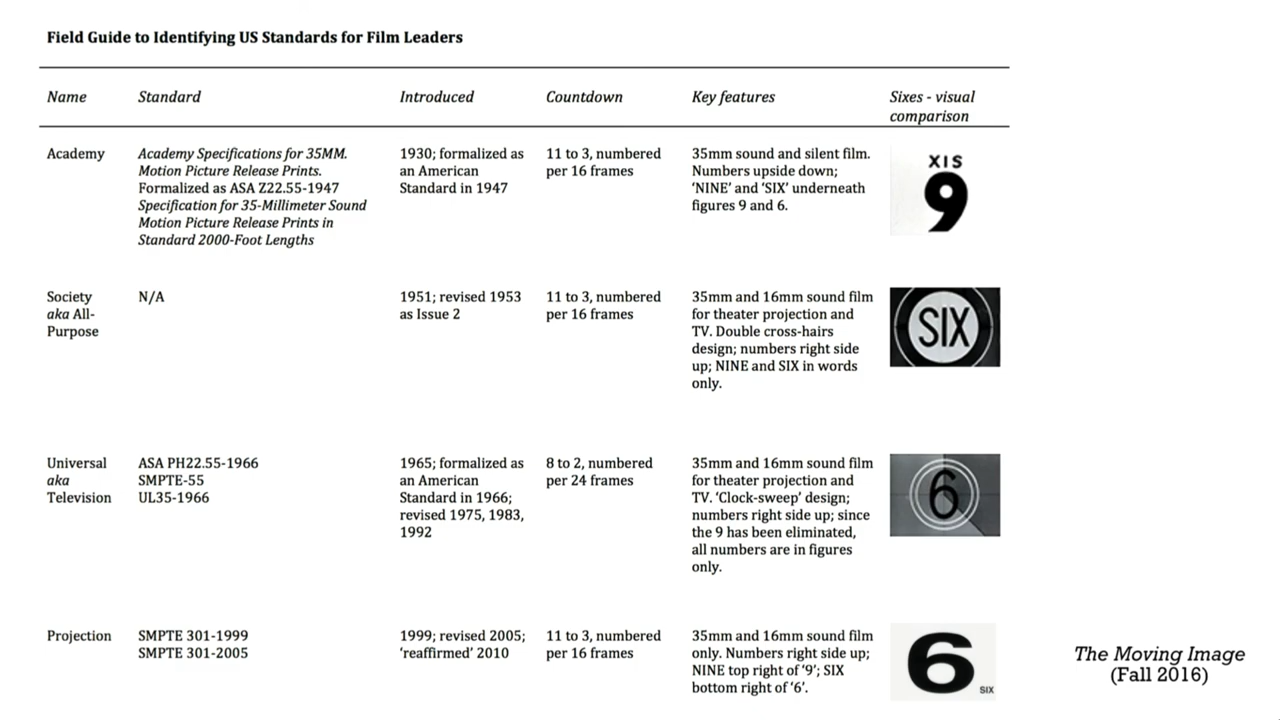 Field Guide to Identifying US Standards for Film Leaders
Name Standard Introduced Countdown Key features Sixes - visual
comparison
Academy
Academy Specifications for 35MM.
Motion Picture Release Prints.
Formalized as ASA Z22.55-1947
Specification for 35-Millimeter Sound
Motion Picture Release Prints in
Standard 2000-Foot Lengths
1930; formalized as
an American
Standard in 1947
11 to 3, numbered
per 16 frames
35mm sound and silent film.
Numbers upside down;
‘NINE’ and ‘SIX’ underneath
figures 9 and 6.
XIS
9
Society
aka All-
Purpose
N/A
1951; revised 1953
as Issue 2
11 to 3, numbered
per 16 frames
35mm and 16mm sound film
for theater projection and
TV. Double cross-hairs
design; numbers right side
up; NINE and SIX in words
only.
SIX
Universal
aka
Television
ASA PH22.55-1966
SMPTE-55
UL35-1966
1965; formalized as
an American
Standard in 1966;
revised 1975, 1983,
1992
8 to 2, numbered
per 24 frames
35mm and 16mm sound film
for theater projection and
TV. ‘Clock-sweep’ design;
numbers right side up; since
the 9 has been eliminated,
all numbers are in figures
only.
6
Projection
SMPTE 301-1999
SMPTE 301-2005
1999; revised 2005;
‘reaffirmed’ 2010
11 to 3, numbered
per 16 frames
35mm and 16mm sound film
only. Numbers right side up;
NINE top right of ‘9’; SIX
bottom right of ‘6’.
6
SIX
The Moving Image
(Fall 2016)